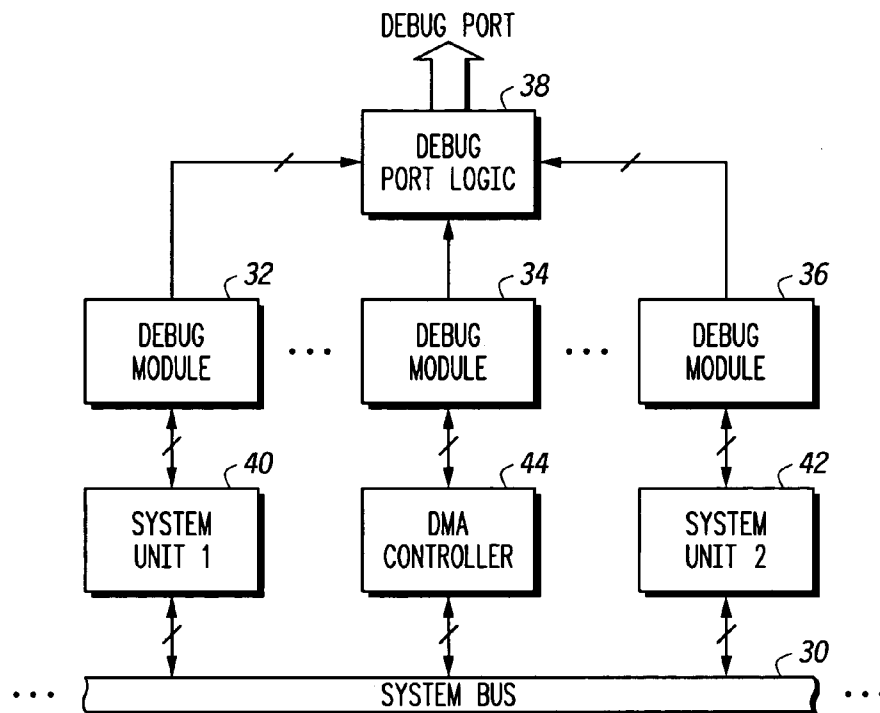 DEBUG PORT
38
DEBUG
PORT LOGIC
32
34
36
DEBUG
MODULE
...
DEBUG
MODULE
...
DEBUG
MODULE
40
44
42
SYSTEM
UNIT 1
DMA
CONTROLLER
SYSTEM
UNIT 2
30
...
SYSTEM BUS
...